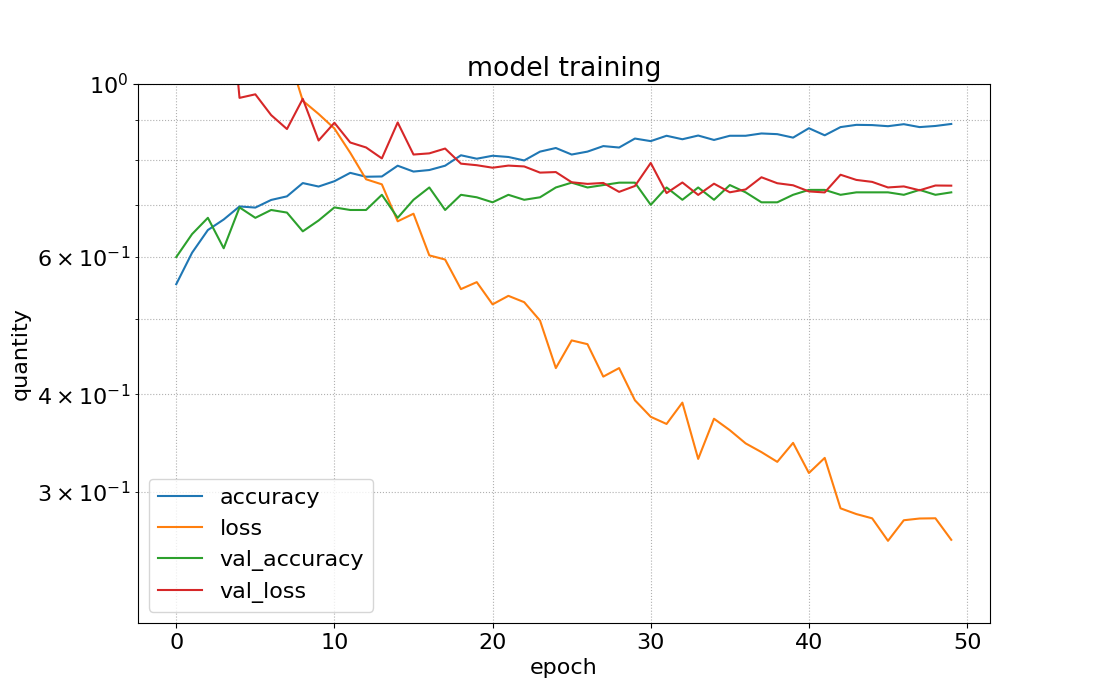 model training
10^0
6 × 10^-1
4 × 10^-1
3 × 10^-1
quantity
accuracy
loss
val_accuracy
val_loss
0 10 20 30 40 50
epoch